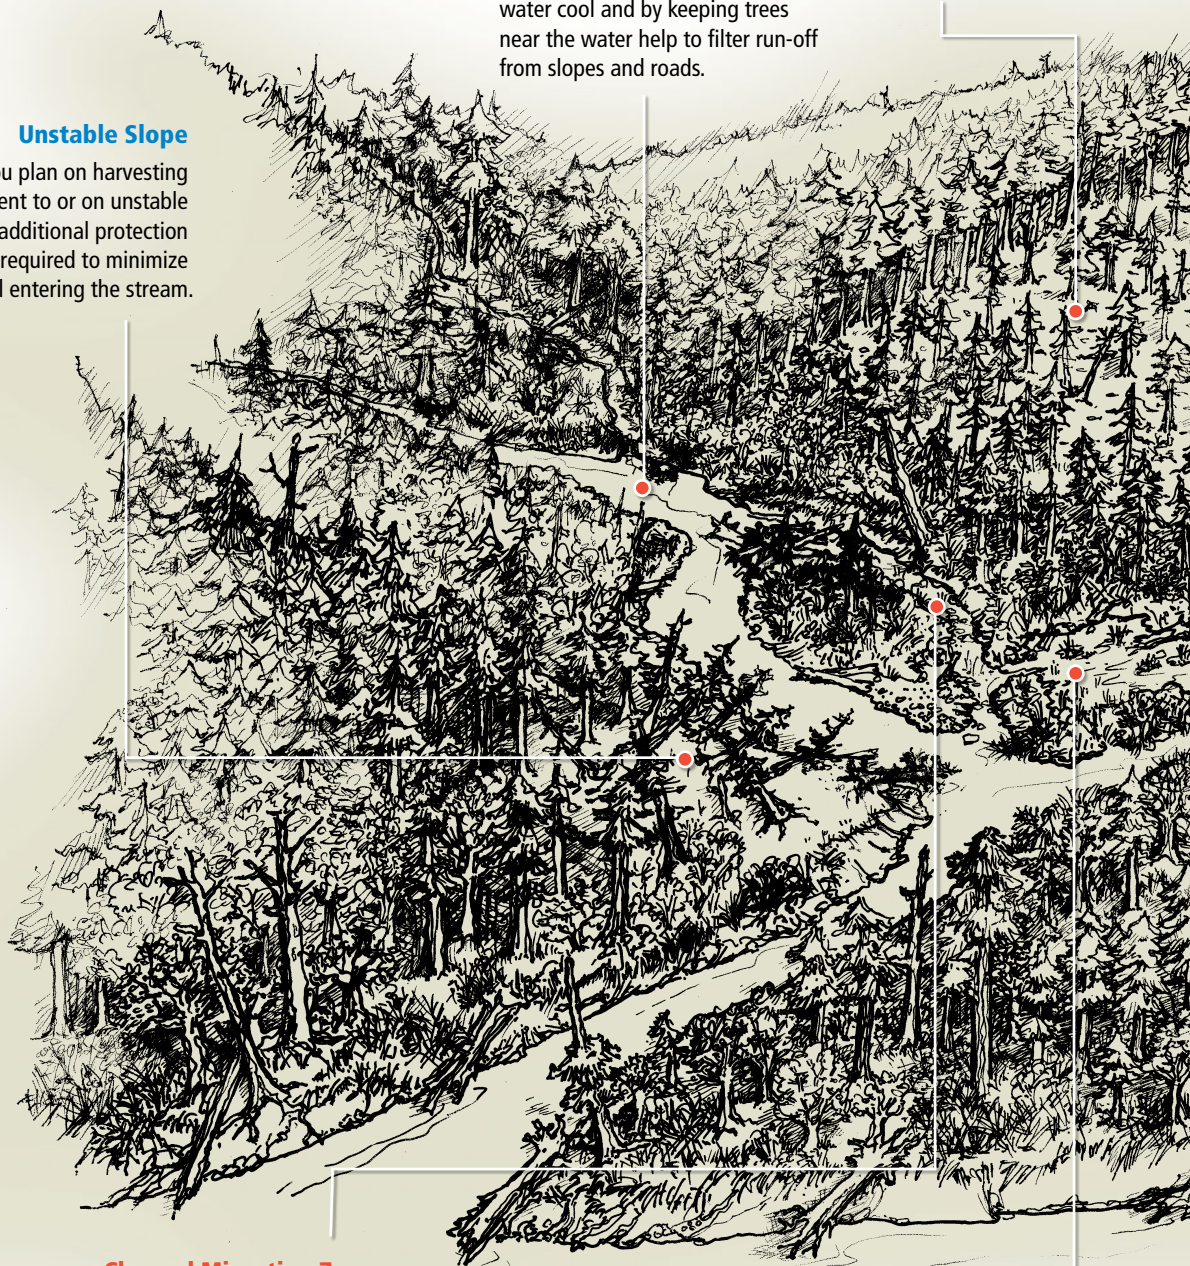 water cool and by keeping trees
near the water help to filter run-off
from slopes and roads.
Unstable Slope
plan on harvesting
to or on unstable
additional protection
required to minimize
entering the stream.